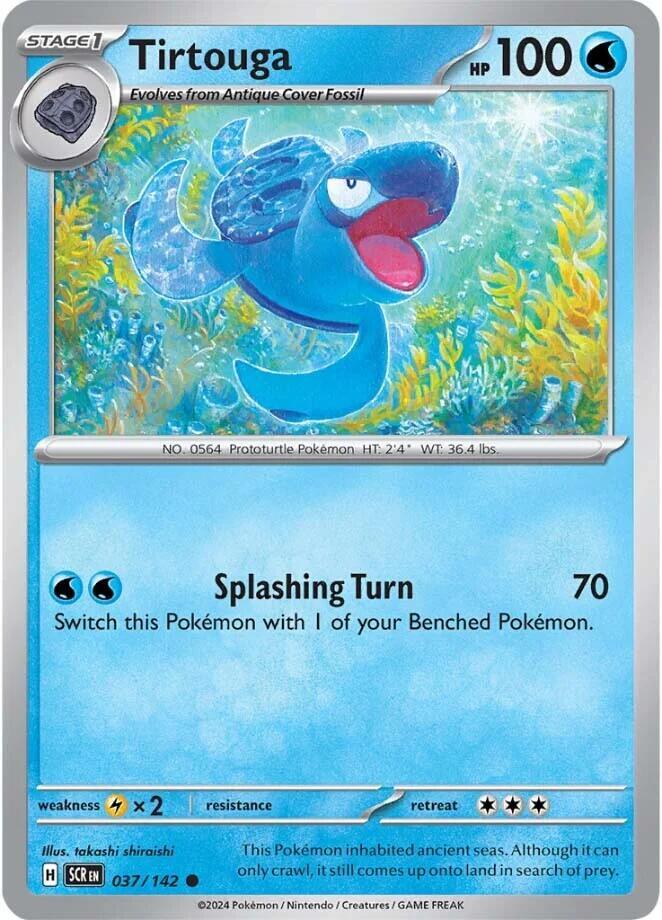 STAGE 1
Tirtouga
HP 100
Evolves from Antique Cover Fossil
NO. 0564 Prototurtle Pokémon HT: 2'4" WT: 36.4 lbs.
Splashing Turn 70
Switch this Pokémon with 1 of your Benched Pokémon.
weakness ×2 resistance retreat
Illus. takashi shiraishi
This Pokémon inhabited ancient seas. Although it can
only crawl, it still comes up onto land in search of prey.
H SCR EN 037/142
©2024 Pokémon / Nintendo / Creatures / GAME FREAK